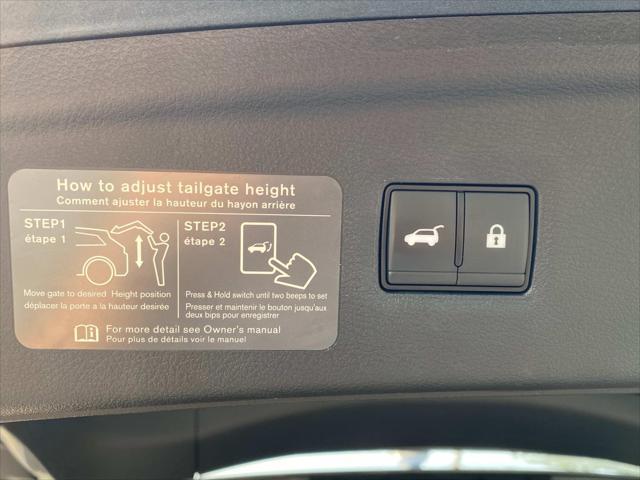 How to adjust tailgate height
Comment ajuster la hauteur du hayon arrière
STEP1
étape 1
Move gate to desired Height position
déplacer la porte a la hauteur desirée
STEP2
étape 2
Press & Hold switch until two beeps to set
Presser et maintenir le bouton jusqu'aux
deux bips pour enregistrer
For more detail see Owner's manual
Pour plus de détails voir le manuel